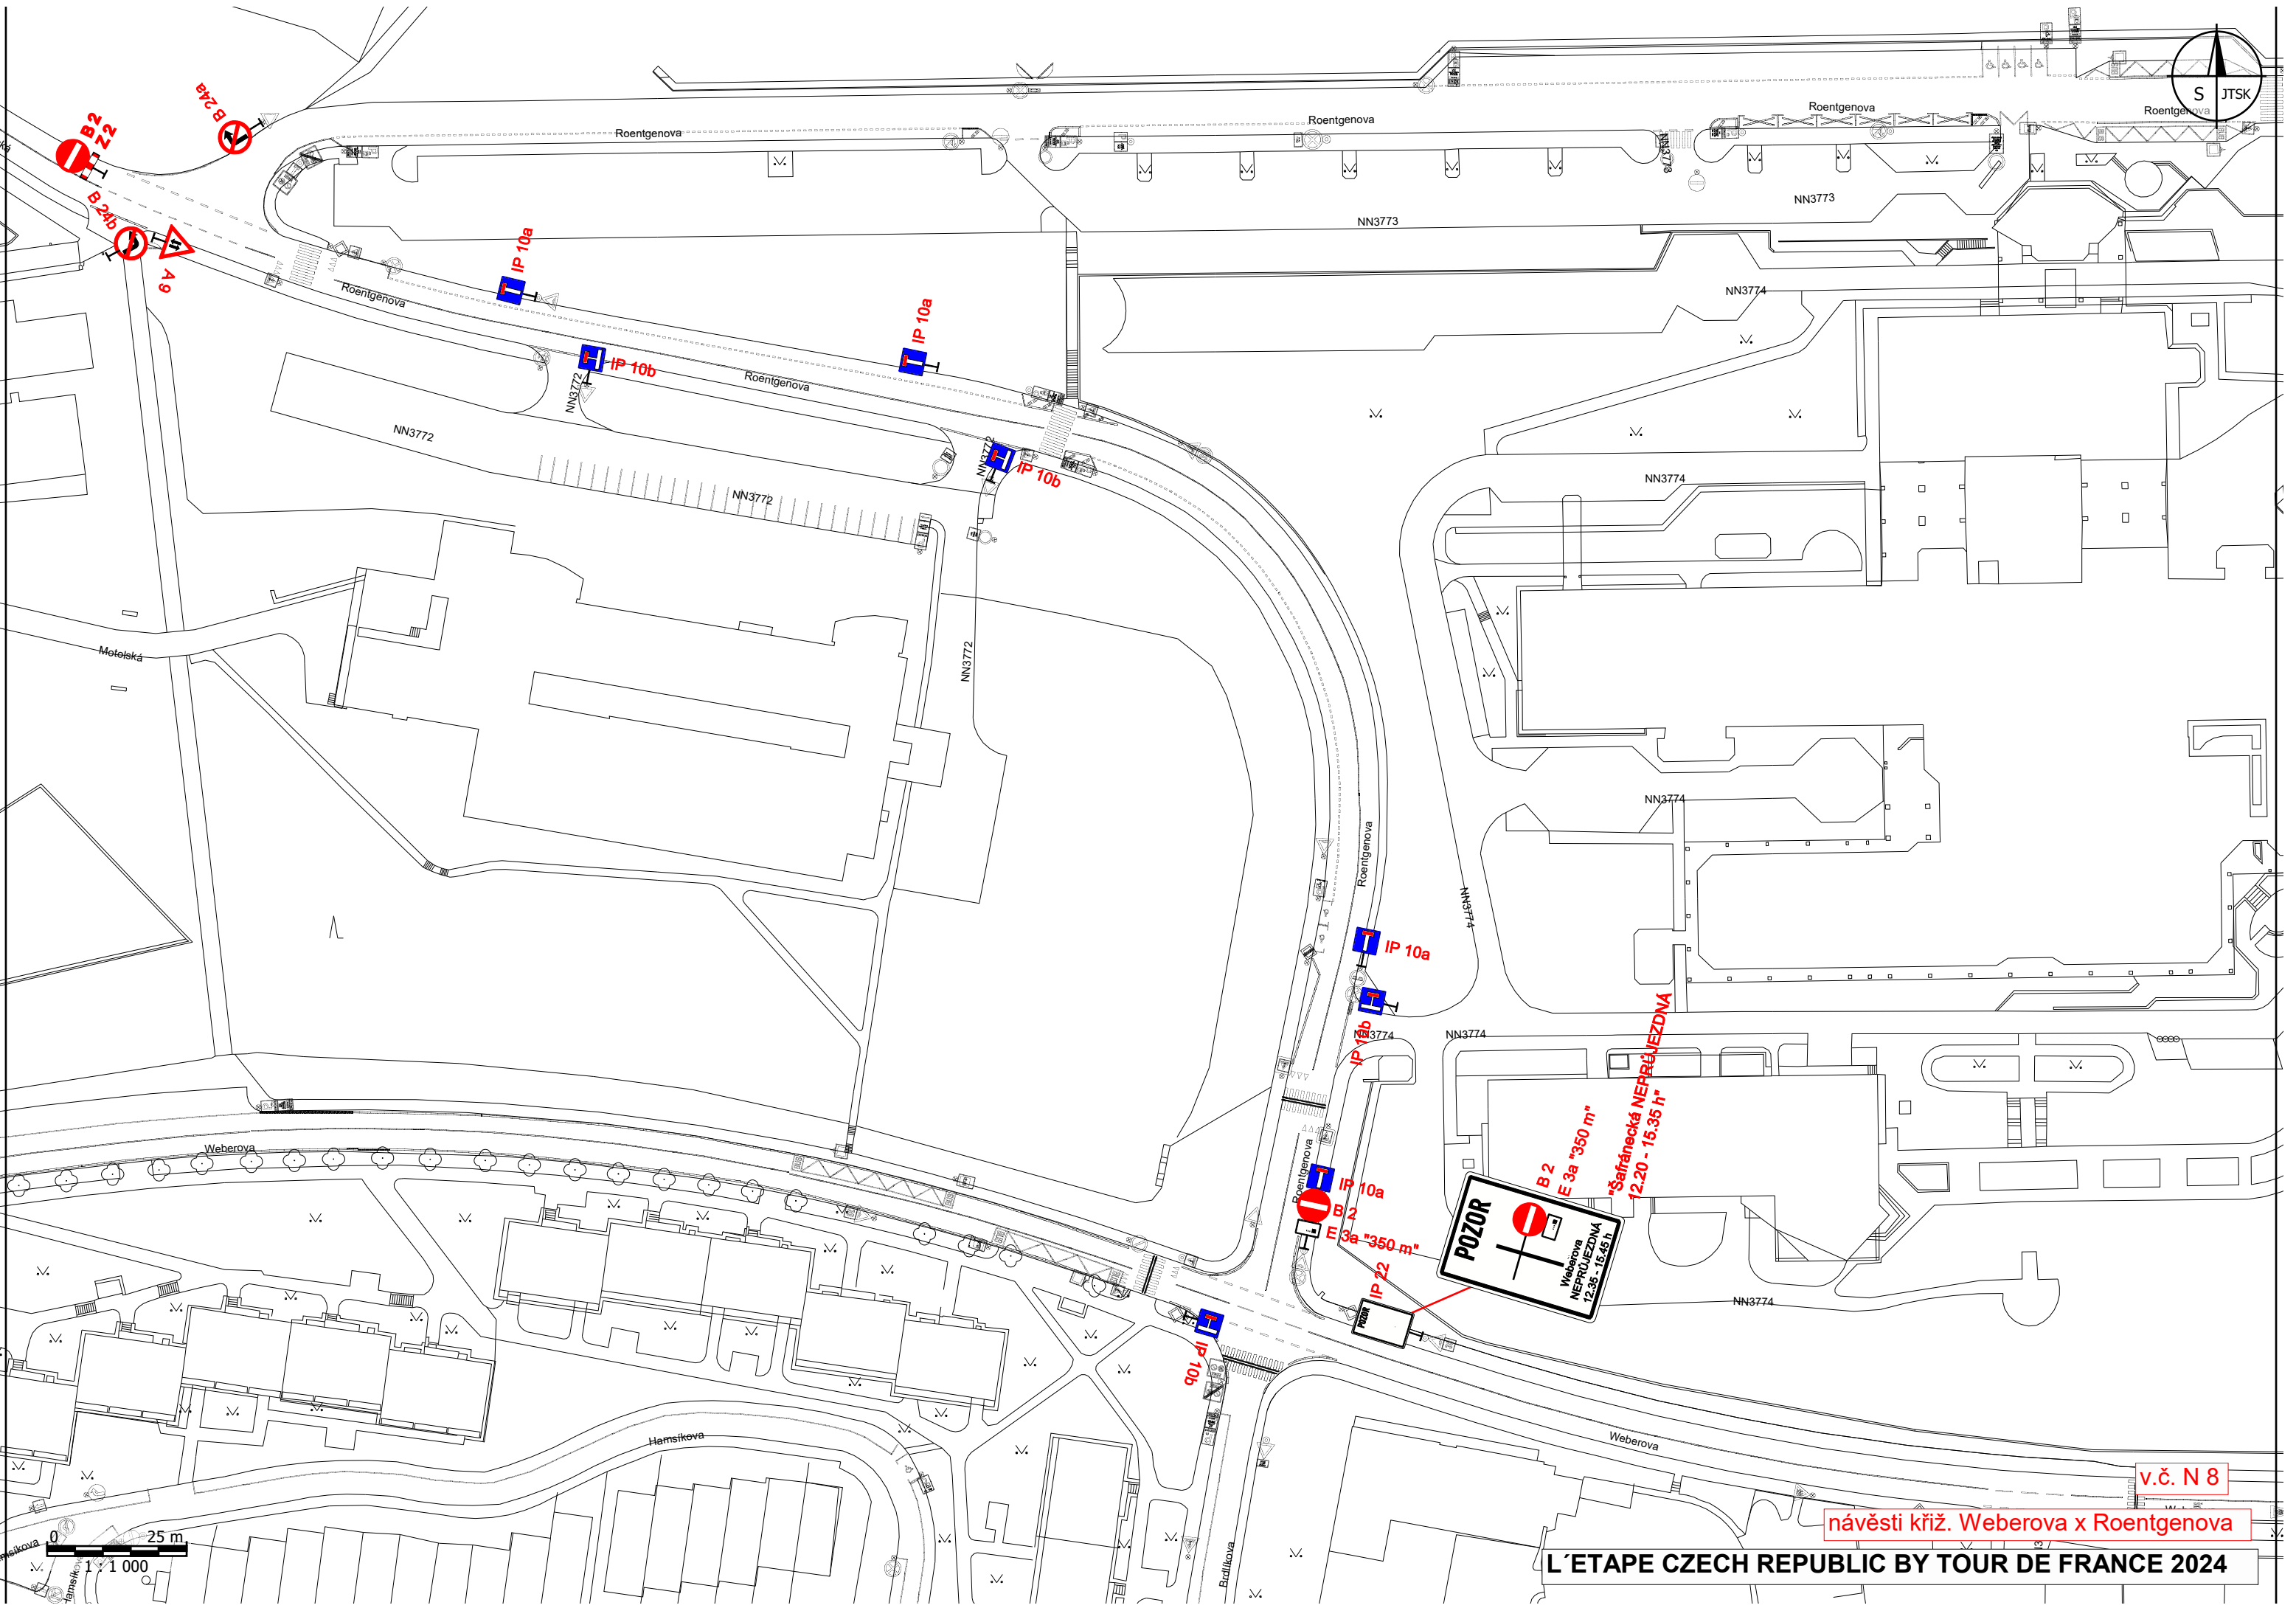 B 2
Z 2
B 24a
B 24b
A 6
S
JTSK
Roentgenova
Roentgenova
Roentgenova
Roentgenova
NN3778
NN3773
NN3773
IP 10a
IP 10a
Roentgenova
NN3774
IP 10b
NN3772
Roentgenova
NN3772
NN3772
IP 10b
NN3772
NN3774
Motolská
NN3772
NN3774
Roentgenova
NN3774
IP 10a
IP 10b
NN3774
NN3774
"Šafránecká NEPRŮJEZDNÁ
12.20 - 15.35 h"
B 2
E 3a "350 m"
Weberova
Roentgenova
IP 10a
B 2
E 3a "350 m"
IP 22
POZOR
POZOR
Weberova
NEPRŮJEZDNÁ
12.35 - 15.45 h
NN3774
IP 10b
Hamsíkova
Weberova
Brdlíkova
v.č. N 8
návěsti křiž. Weberova x Roentgenova
L´ETAPE CZECH REPUBLIC BY TOUR DE FRANCE 2024
0
25 m
1 : 1 000